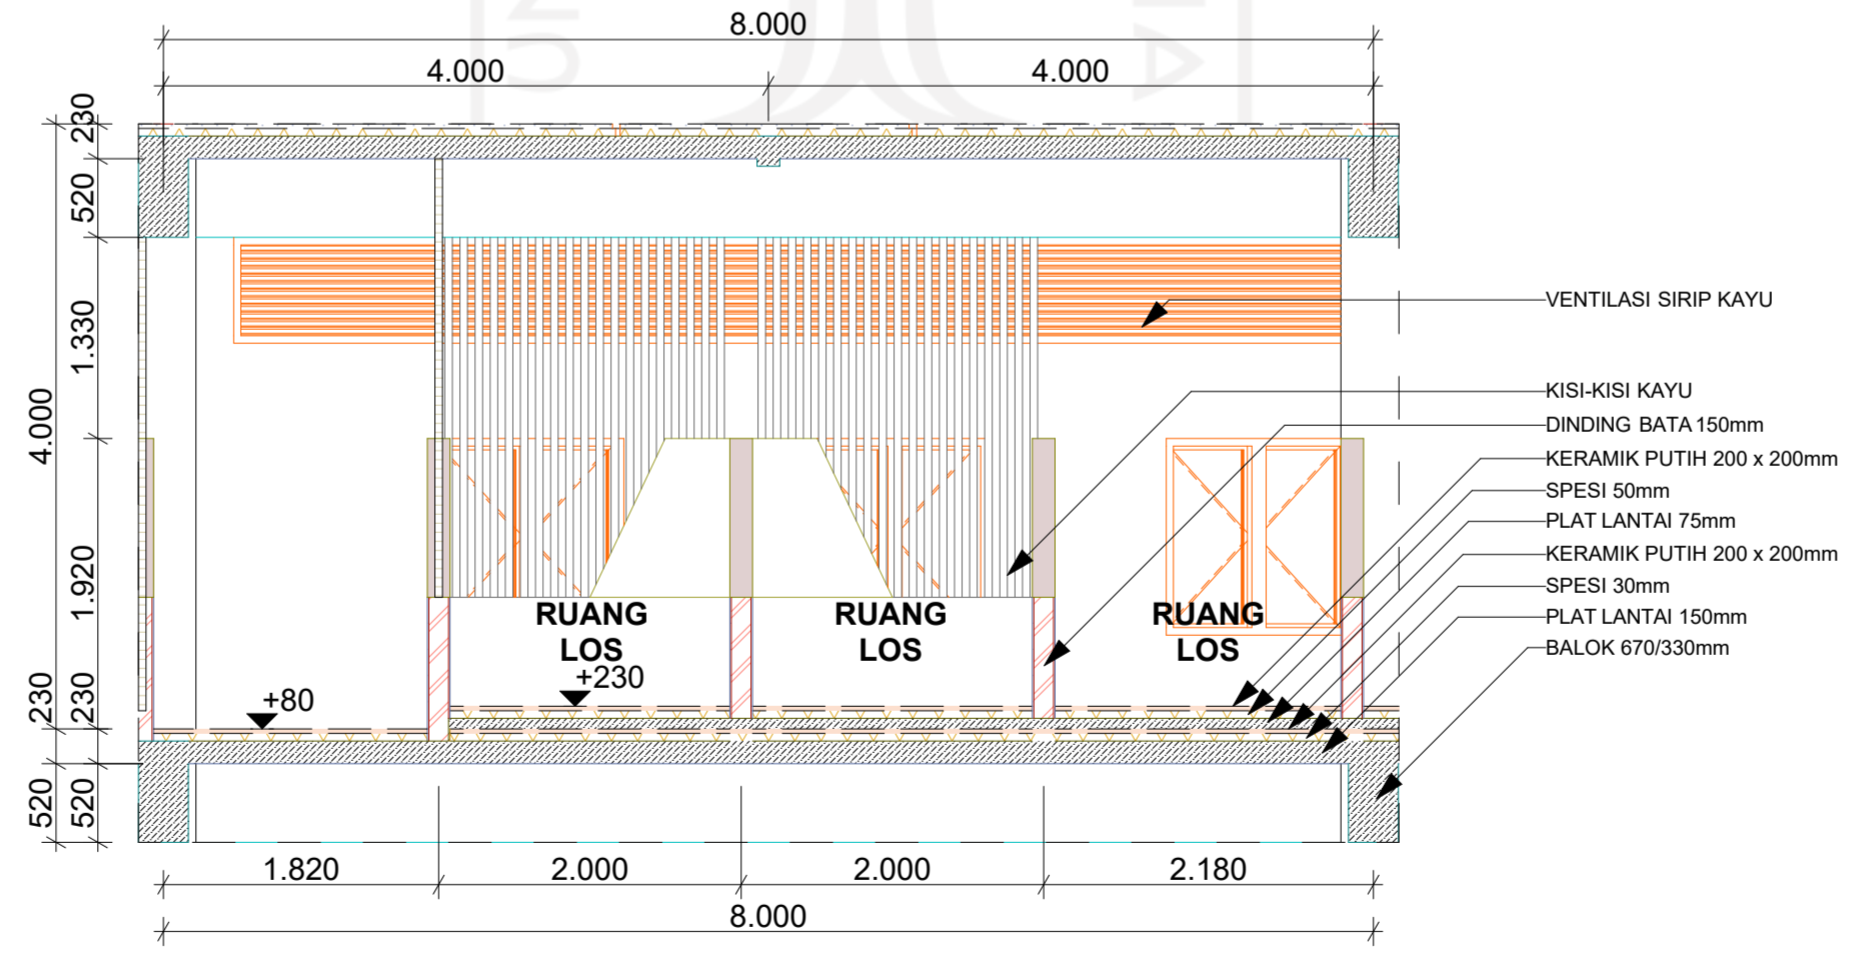 8.000
4.000
4.000
230
520
1.330
4.000
1.920
230
230
520
520
VENTILASI SIRIP KAYU
KISI-KISI KAYU
DINDING BATA 150mm
KERAMIK PUTIH 200 x 200mm
SPESI 50mm
PLAT LANTAI 75mm
KERAMIK PUTIH 200 x 200mm
SPESI 30mm
PLAT LANTAI 150mm
BALOK 670/330mm
RUANG
LOS
RUANG
LOS
RUANG
LOS
+230
+80
1.820
2.000
2.000
2.180
8.000